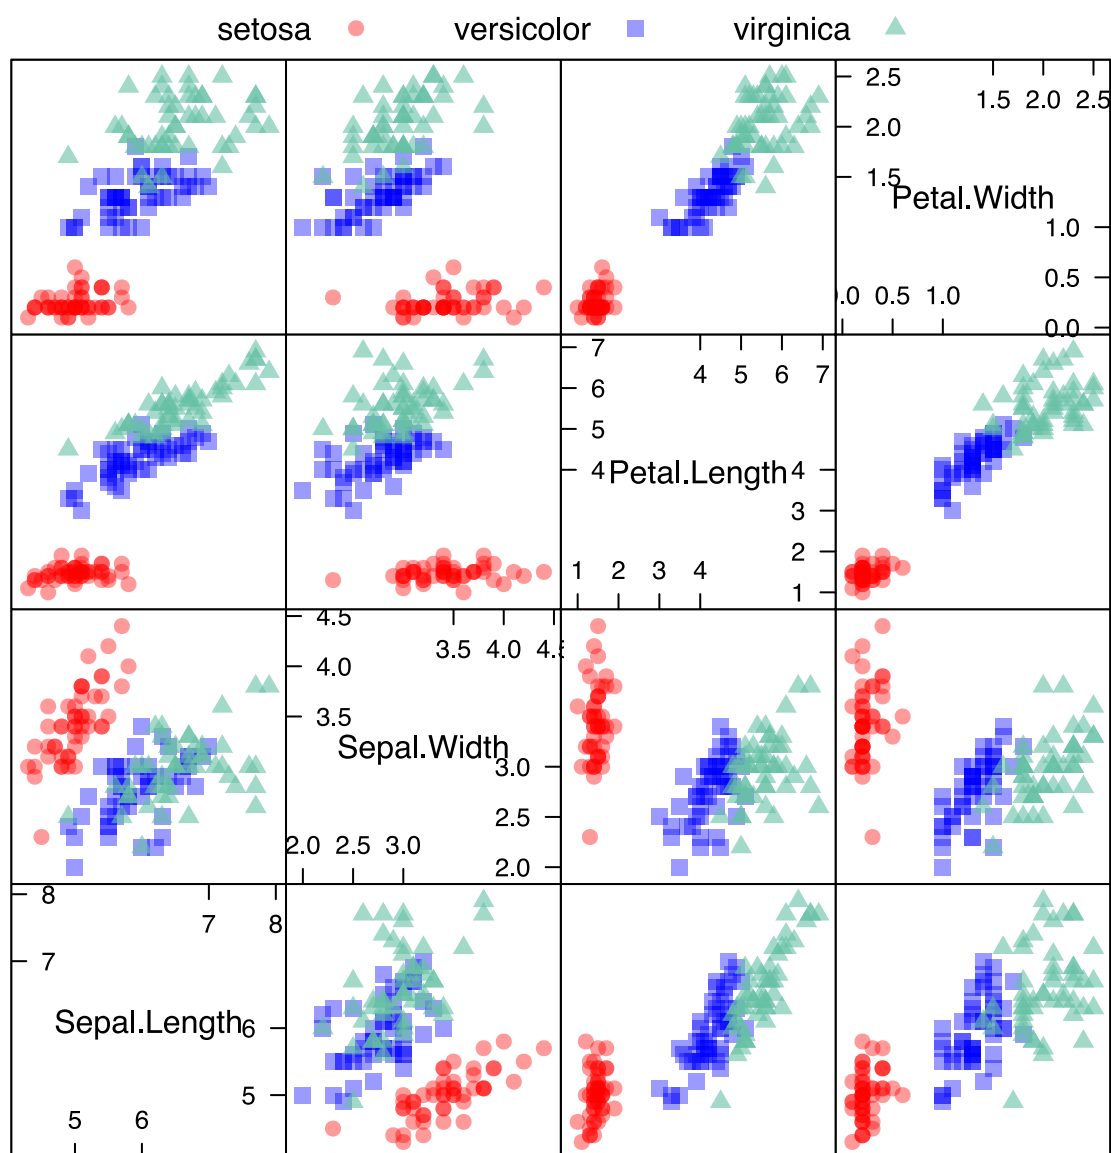 setosa versicolor virginica
2.5 1.5 2.0 2.5
2.0
1.5
Petal.Width
1.0
0.5
0.0 0.5 1.0
0.0
7 4 5 6 7
6
5
4 Petal.Length 4
3
2
1 2 3 4
1
4.5 3.5 4.0 4.5
4.0
3.5
Sepal.Width
3.0
2.5
2.0 2.5 3.0
2.0
8 7 8
7
Sepal.Length 6
5
5 6